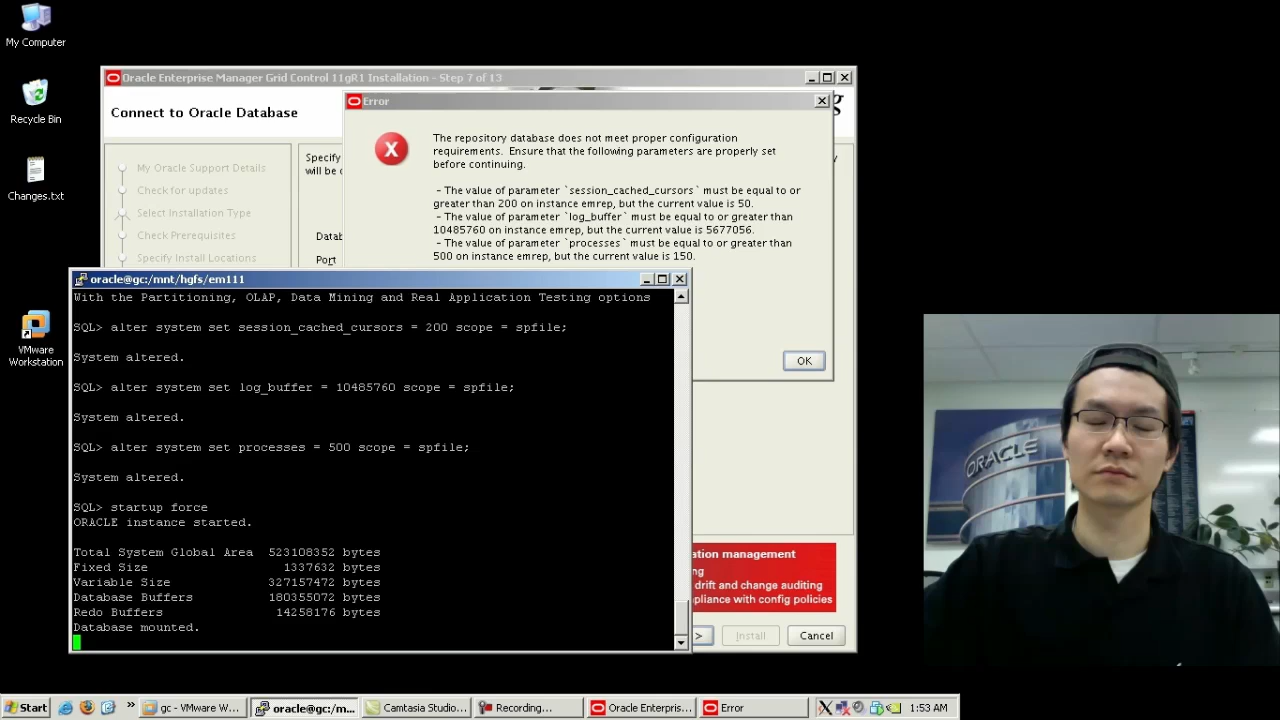 My Computer
Recycle Bin
Changes.txt
VMware
Workstation
Oracle Enterprise Manager Grid Control 11gR1 Installation - Step 7 of 13
Connect to Oracle Database
My Oracle Support Details
Check for updates
Select Installation Type
Check Prerequisites
Specify Install Locations
Specify
will be
Datab
Port
Error
The repository database does not meet proper configuration
requirements. Ensure that the following parameters are properly set
before continuing.
- The value of parameter `session_cached_cursors` must be equal to or
greater than 200 on instance emrep, but the current value is 50.
- The value of parameter `log_buffer` must be equal to or greater than
10485760 on instance emrep, but the current value is 5677056.
- The value of parameter `processes` must be equal to or greater than
500 on instance emrep, but the current value is 150.
OK
oracle@gc:/mnt/hgfs/em111
With the Partitioning, OLAP, Data Mining and Real Application Testing options
SQL> alter system set session_cached_cursors = 200 scope = spfile;
System altered.
SQL> alter system set log_buffer = 10485760 scope = spfile;
System altered.
SQL> alter system set processes = 500 scope = spfile;
System altered.
SQL> startup force
ORACLE instance started.
Total System Global Area 523108352 bytes
Fixed Size 1337632 bytes
Variable Size 327157472 bytes
Database Buffers 180355072 bytes
Redo Buffers 14258176 bytes
Database mounted.
ation management
ng
drift and change auditing
mpliance with config policies
>
Install
Cancel
ORACLE
Start
»
gc - VMware W...
oracle@gc:/m...
Camtasia Studio...
Recording...
Oracle Enterpris...
Error
1:53 AM